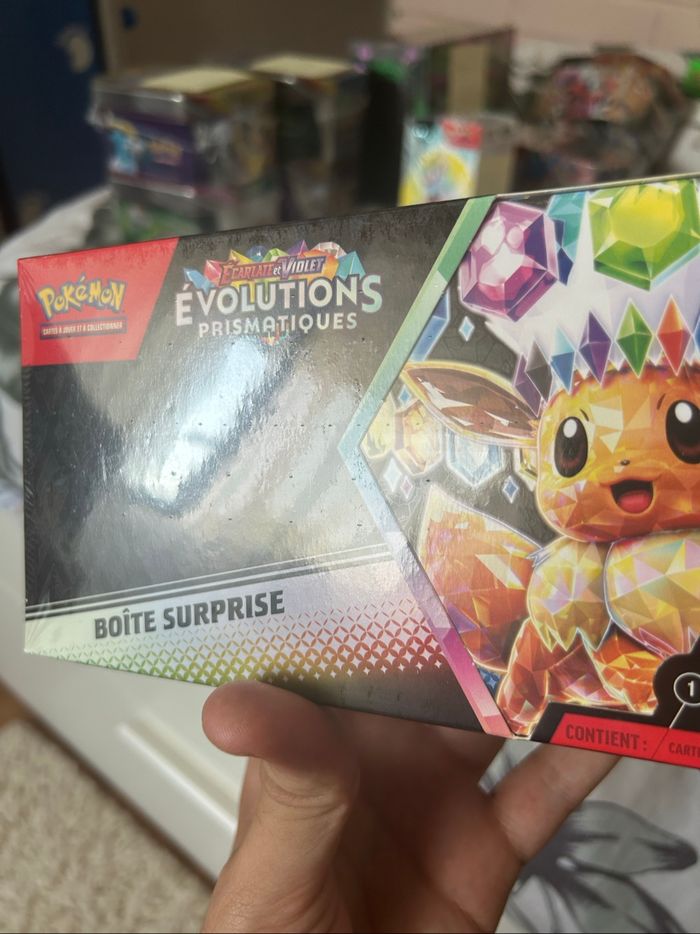 POKéMON
CARTES À JOUER ET À COLLECTIONNER
ÉCARLATE et VIOLET
ÉVOLUTIONS
PRISMATIQUES
BOÎTE SURPRISE
1
CONTIENT :